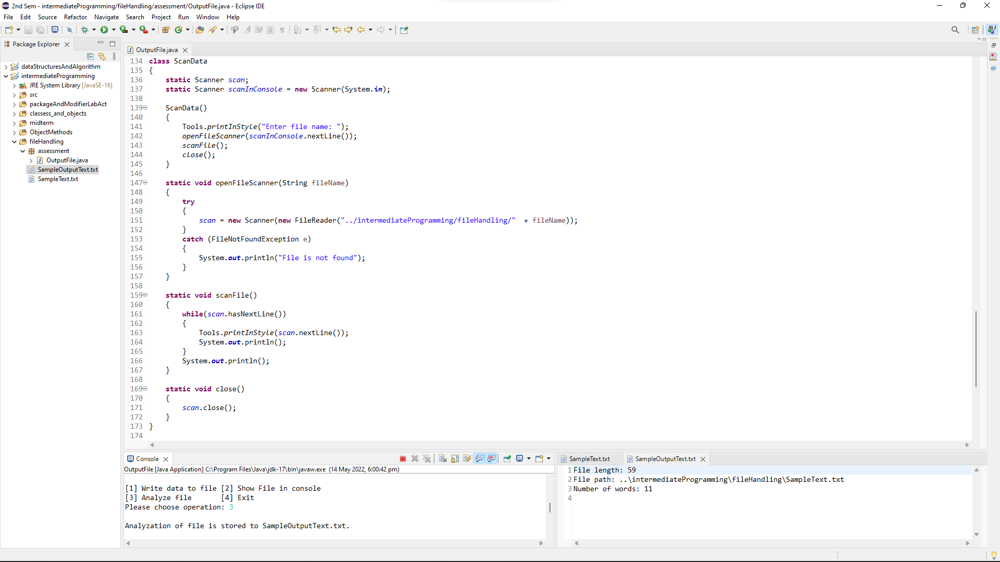 2nd Sem - intermediateProgramming/fileHandling/assessment/OutputFile.java - Eclipse IDE
File Edit Source Refactor Navigate Search Project Run Window Help
Package Explorer
dataStructuresAndAlgorithm
intermediateProgramming
JRE System Library [JavaSE-16]
src
packageAndModifierLabAct
classess_and_objects
midterm
ObjectMethods
fileHandling
assessment
OutputFile.java
SampleOutputText.txt
SampleText.txt
OutputFile.java
134 class ScanData
135 {
136     static Scanner scan;
137     static Scanner scanInConsole = new Scanner(System.in);
138
139     ScanData()
140     {
141         Tools.printInStyle("Enter file name: ");
142         openFileScanner(scanInConsole.nextLine());
143         scanFile();
144         close();
145     }
146
147     static void openFileScanner(String fileName)
148     {
149         try
150         {
151             scan = new Scanner(new FileReader("../intermediateProgramming/fileHandling/"  + fileName));
152         }
153         catch (FileNotFoundException e)
154         {
155             System.out.println("File is not found");
156         }
157     }
158
159     static void scanFile()
160     {
161         while(scan.hasNextLine())
162         {
163             Tools.printInStyle(scan.nextLine());
164             System.out.println();
165         }
166         System.out.println();
167     }
168
169     static void close()
170     {
171         scan.close();
172     }
173 }
174
Console
OutputFile [Java Application] C:\Program Files\Java\jdk-17\bin\javaw.exe (14 May 2022, 6:00:42 pm)
[1] Write data to file [2] Show File in console
[3] Analyze file       [4] Exit
Please choose operation: 3
Analyzation of file is stored to SampleOutputText.txt.
SampleText.txt SampleOutputText.txt
1 File length: 59
2 File path: ..\intermediateProgramming\fileHandling\SampleText.txt
3 Number of words: 11
4